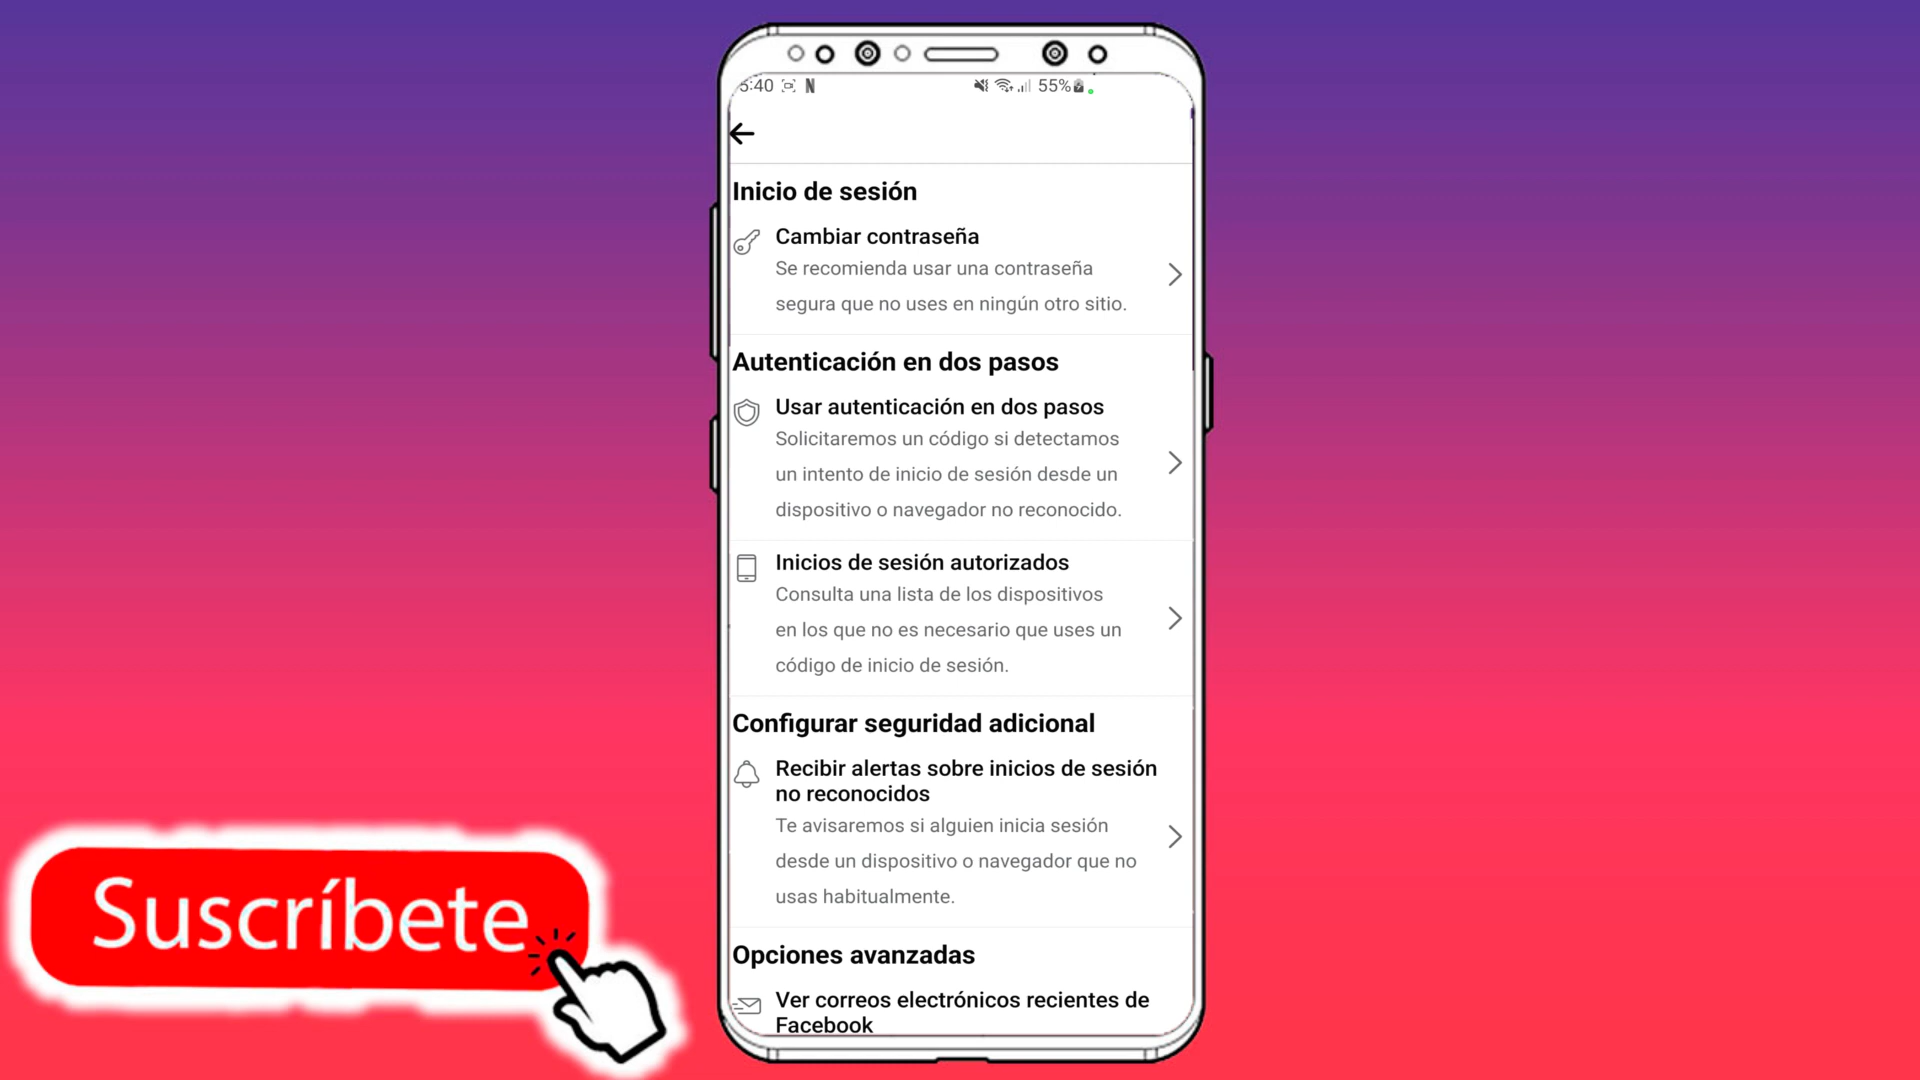 5:40 N 55%
Inicio de sesión
Cambiar contraseña
Se recomienda usar una contraseña
segura que no uses en ningún otro sitio.
Autenticación en dos pasos
Usar autenticación en dos pasos
Solicitaremos un código si detectamos
un intento de inicio de sesión desde un
dispositivo o navegador no reconocido.
Inicios de sesión autorizados
Consulta una lista de los dispositivos
en los que no es necesario que uses un
código de inicio de sesión.
Configurar seguridad adicional
Recibir alertas sobre inicios de sesión
no reconocidos
Te avisaremos si alguien inicia sesión
desde un dispositivo o navegador que no
usas habitualmente.
Opciones avanzadas
Ver correos electrónicos recientes de
Facebook
Suscríbete